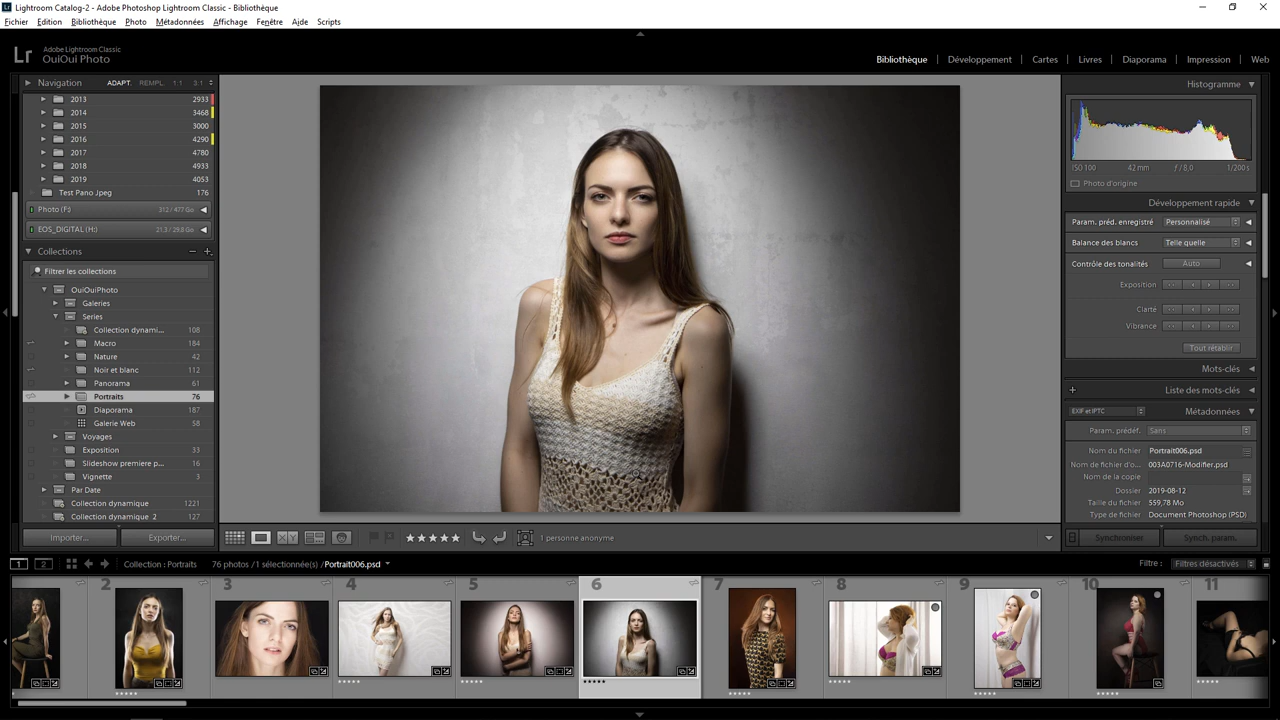 Lightroom Catalog-2 - Adobe Photoshop Lightroom Classic - Bibliothèque
Fichier Edition Bibliothèque Photo Métadonnées Affichage Fenêtre Aide Scripts
Lr
Adobe Lightroom Classic
OuiOui Photo
Bibliothèque | Développement | Cartes | Livres | Diaporama | Impression | Web
Navigation ADAPT. REMPL. 1:1 3:1
2013 2933
2014 3468
2015 3000
2016 4290
2017 4780
2018 4933
2019 4053
Test Pano Jpeg 176
Photo (F:) 312 / 477 Go
EOS_DIGITAL (H:) 21,3 / 29,8 Go
Collections
Filtrer les collections
OuiOuiPhoto
Galeries
Series
Collection dynami... 108
Macro 184
Nature 42
Noir et blanc 112
Panorama 61
Portraits 76
Diaporama 187
Galerie Web 58
Voyages
Exposition 33
Slideshow premiere p... 16
Vignette 3
Par Date
Collection dynamique 1221
Collection dynamique 2 127
Importer... Exporter...
XY
1 personne anonyme
Histogramme
ISO 100 42 mm ƒ / 8,0 1/200 s
Photo d'origine
Développement rapide
Param. préd. enregistré Personnalisé
Balance des blancs Telle quelle
Contrôle des tonalités Auto
Exposition
Clarté
Vibrance
Tout rétablir
Mots-clés
Liste des mots-clés
EXIF et IPTC Métadonnées
Param. prédéf. Sans
Nom du fichier Portrait006.psd
Nom de fichier d'o... 003A0716-Modifier.psd
Nom de la copie
Dossier 2019-08-12
Taille du fichier 559,78 Mo
Type de fichier Document Photoshop (PSD)
Synchroniser Synch. param.
1 2 Collection : Portraits 76 photos /1 sélectionnée(s) /Portrait006.psd Filtre : Filtres désactivés
2 3 4 5 6 7 8 9 10 11